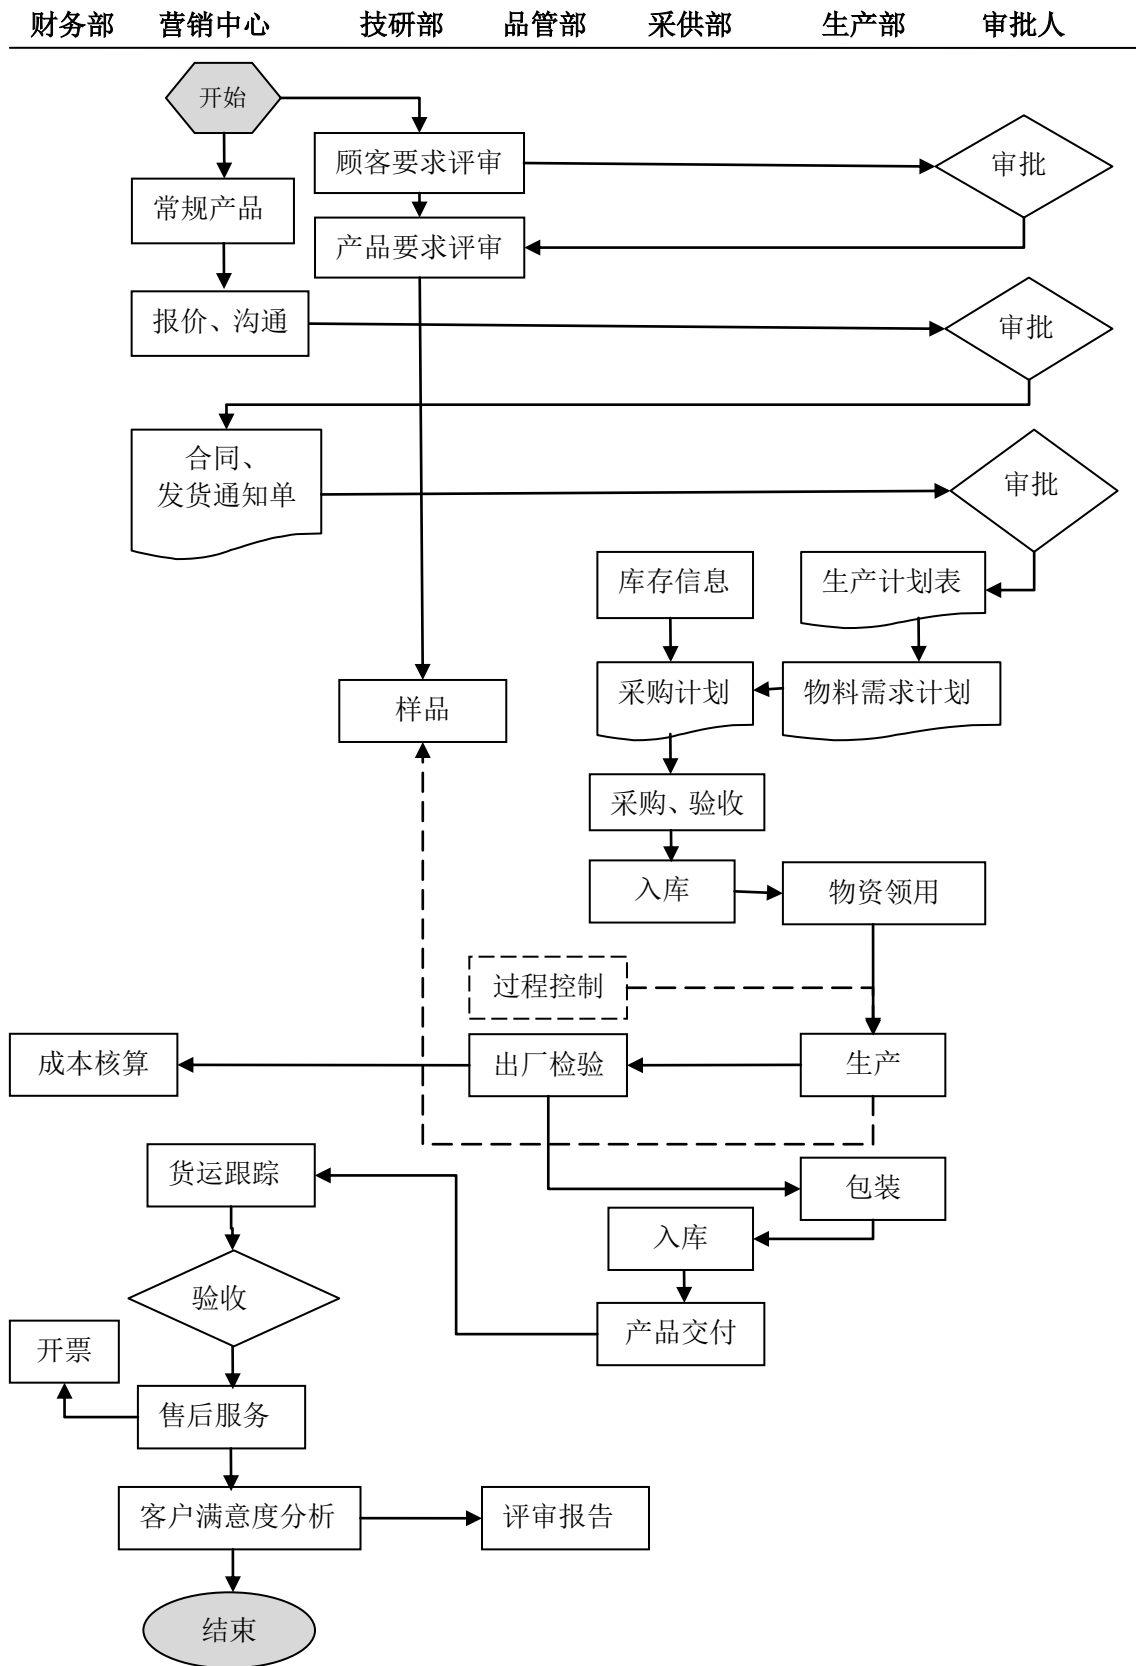 财务部 营销中心 技研部 品管部 采供部 生产部 审批人
开始
顾客要求评审
审批
常规产品
产品要求评审
报价、沟通
审批
合同、
发货通知单
审批
库存信息
生产计划表
样品
采购计划
物料需求计划
采购、验收
入库
物资领用
过程控制
成本核算
出厂检验
生产
货运跟踪
包装
入库
验收
产品交付
开票
售后服务
客户满意度分析
评审报告
结束